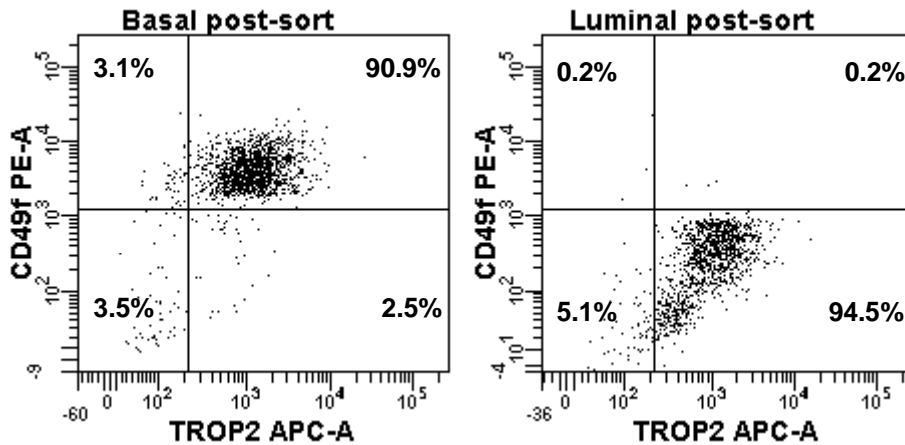 Basal post-sort
3.1% 90.9%
3.5% 2.5%
CD49f PE-A
10^5
10^4
10^3
10^2
-9
-60 0 10^2 10^3 10^4 10^5
TROP2 APC-A
Luminal post-sort
0.2% 0.2%
5.1% 94.5%
CD49f PE-A
10^5
10^4
10^3
10^2
10^1
-4
-36 0 10^2 10^3 10^4 10^5
TROP2 APC-A